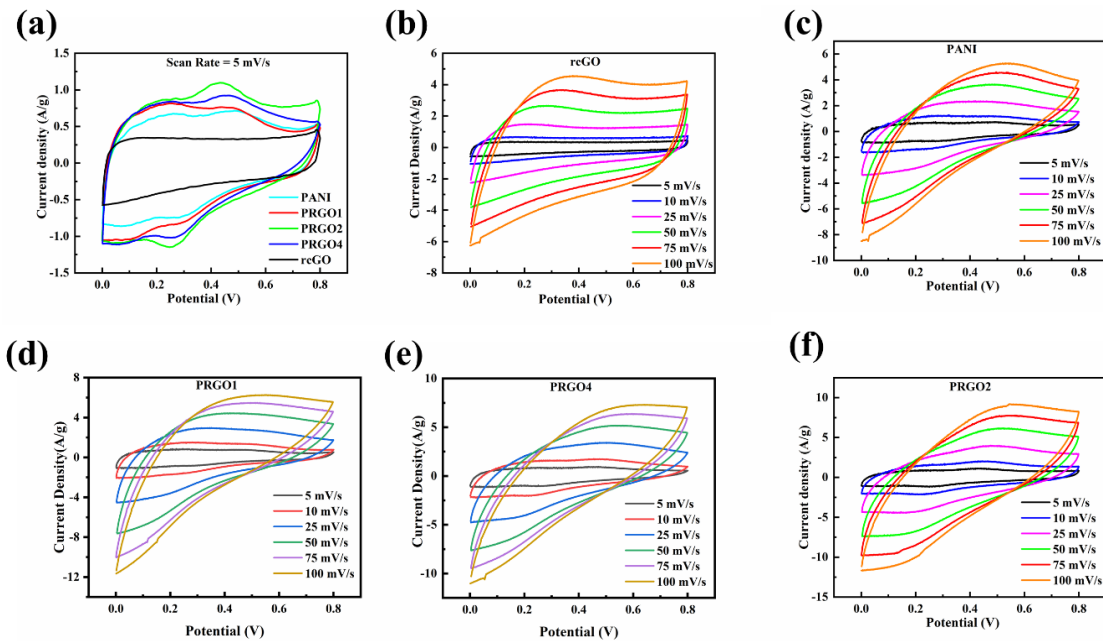 (a)
Scan Rate = 5 mV/s
Current density (A/g)
1.5
1.0
0.5
0.0
-0.5
-1.0
-1.5
PANI
PRGO1
PRGO2
PRGO4
rcGO
0.0 0.2 0.4 0.6 0.8
Potential (V)
(b)
rcGO
Current density (A/g)
8
6
4
2
0
-2
-4
-6
-8
5 mV/s
10 mV/s
25 mV/s
50 mV/s
75 mV/s
100 mV/s
0.0 0.2 0.4 0.6 0.8
Potential (V)
(c)
PANI
Current density (A/g)
6
4
2
0
-2
-4
-6
-8
-10
5 mV/s
10 mV/s
25 mV/s
50 mV/s
75 mV/s
100 mV/s
0.0 0.2 0.4 0.6 0.8
Potential (V)
(d)
PRGO1
Current Density(A/g)
8
4
0
-4
-8
-12
5 mV/s
10 mV/s
25 mV/s
50 mV/s
75 mV/s
100 mV/s
0.0 0.2 0.4 0.6 0.8
Potential (V)
(e)
PRGO4
Current Density (A/g)
10
5
0
-5
-10
5 mV/s
10 mV/s
25 mV/s
50 mV/s
75 mV/s
100 mV/s
0.0 0.2 0.4 0.6 0.8
Potential (V)
(f)
PRGO2
Current density (A/g)
10
5
0
-5
-10
-15
5 mV/s
10 mV/s
25 mV/s
50 mV/s
75 mV/s
100 mV/s
0.0 0.2 0.4 0.6 0.8
Potential (V)